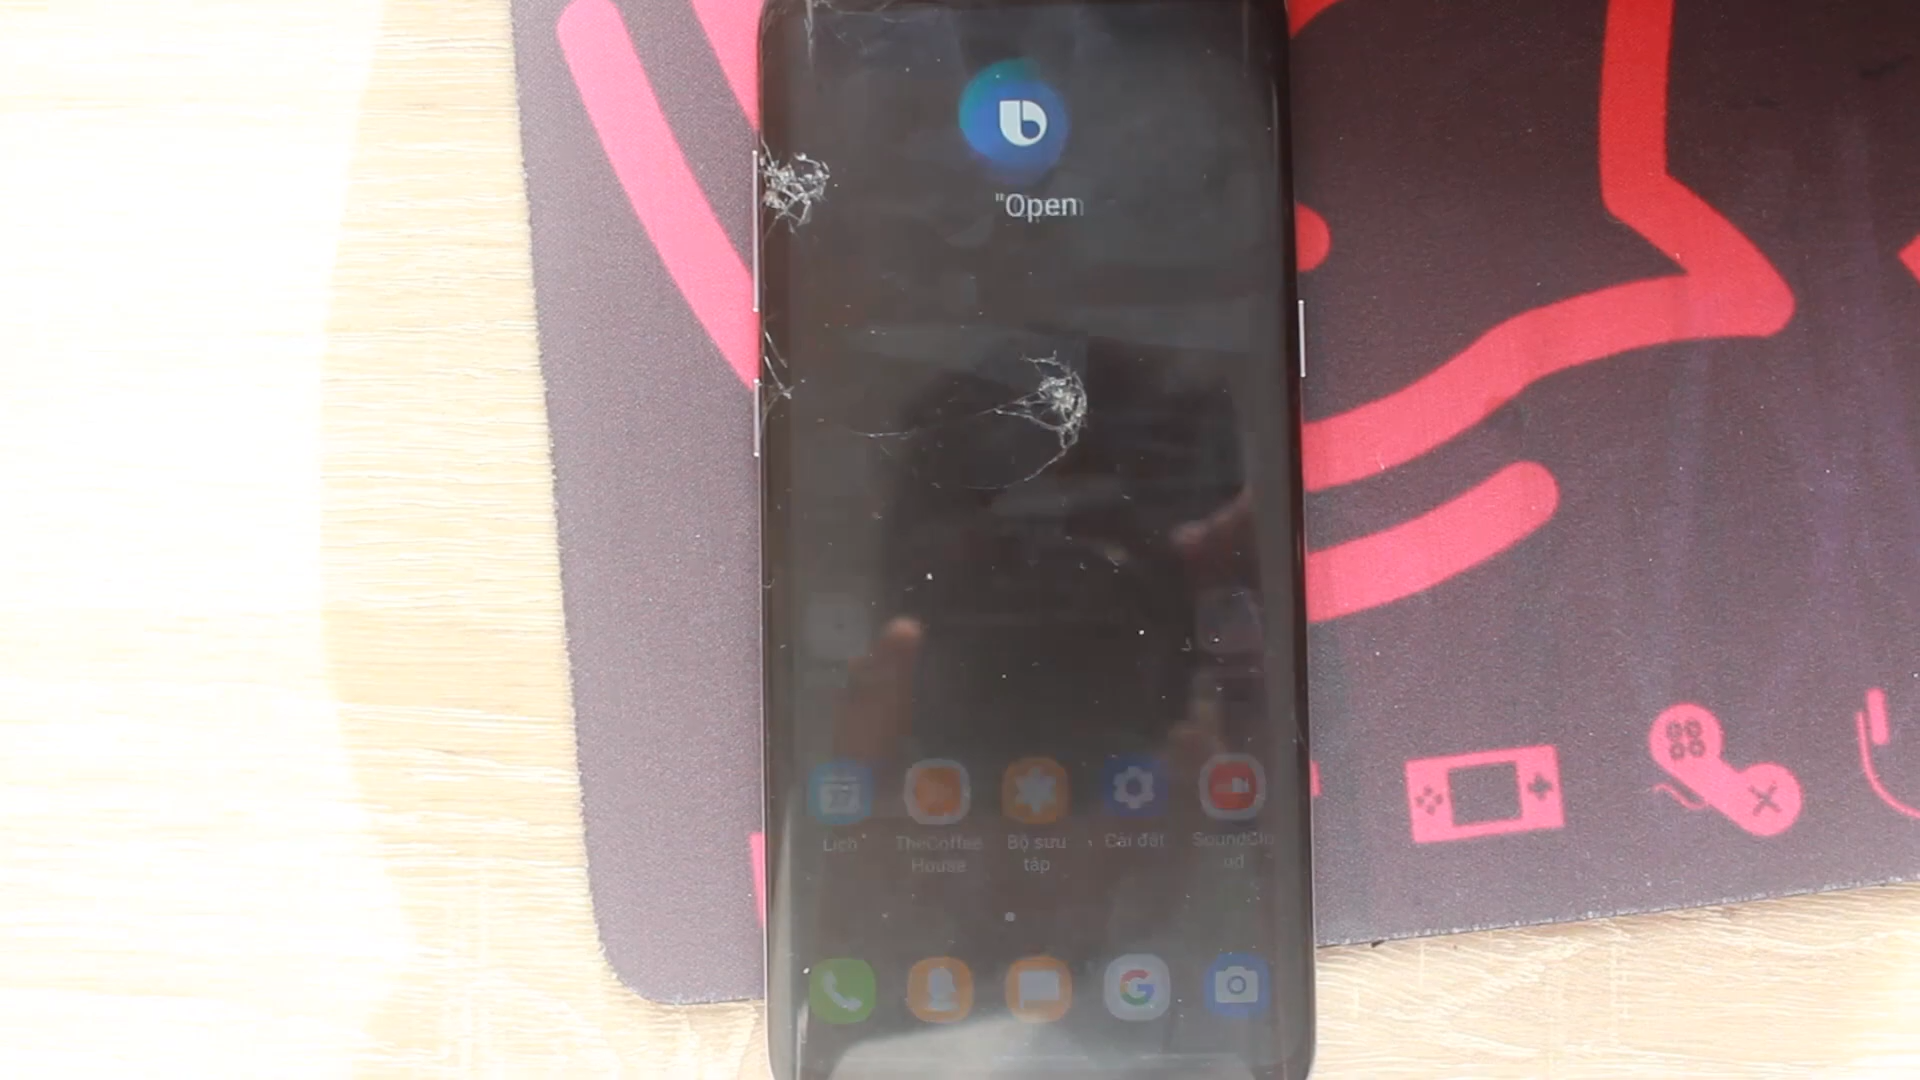 "Open
Lịch
TheCoffee
House
Bộ sưu
tập
Cài đặt
SoundClo
ud